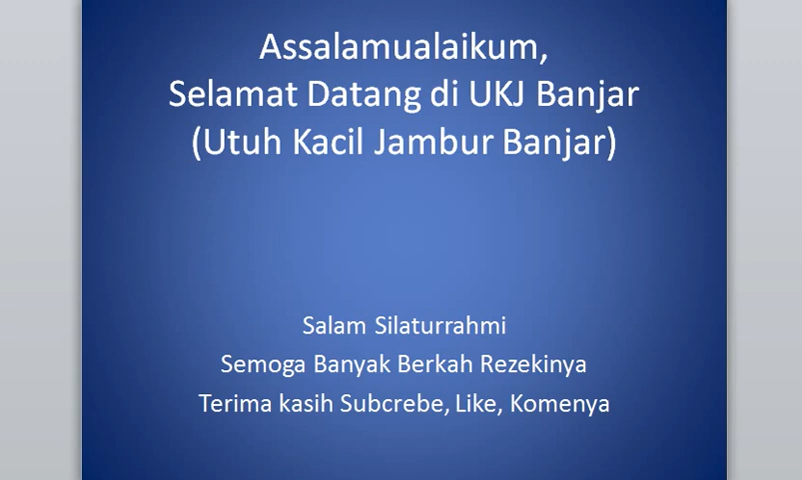 Assalamualaikum,
Selamat Datang di UKJ Banjar
(Utuh Kacil Jambur Banjar)
Salam Silaturrahmi
Semoga Banyak Berkah Rezekinya
Terima kasih Subcrebe, Like, Komenya